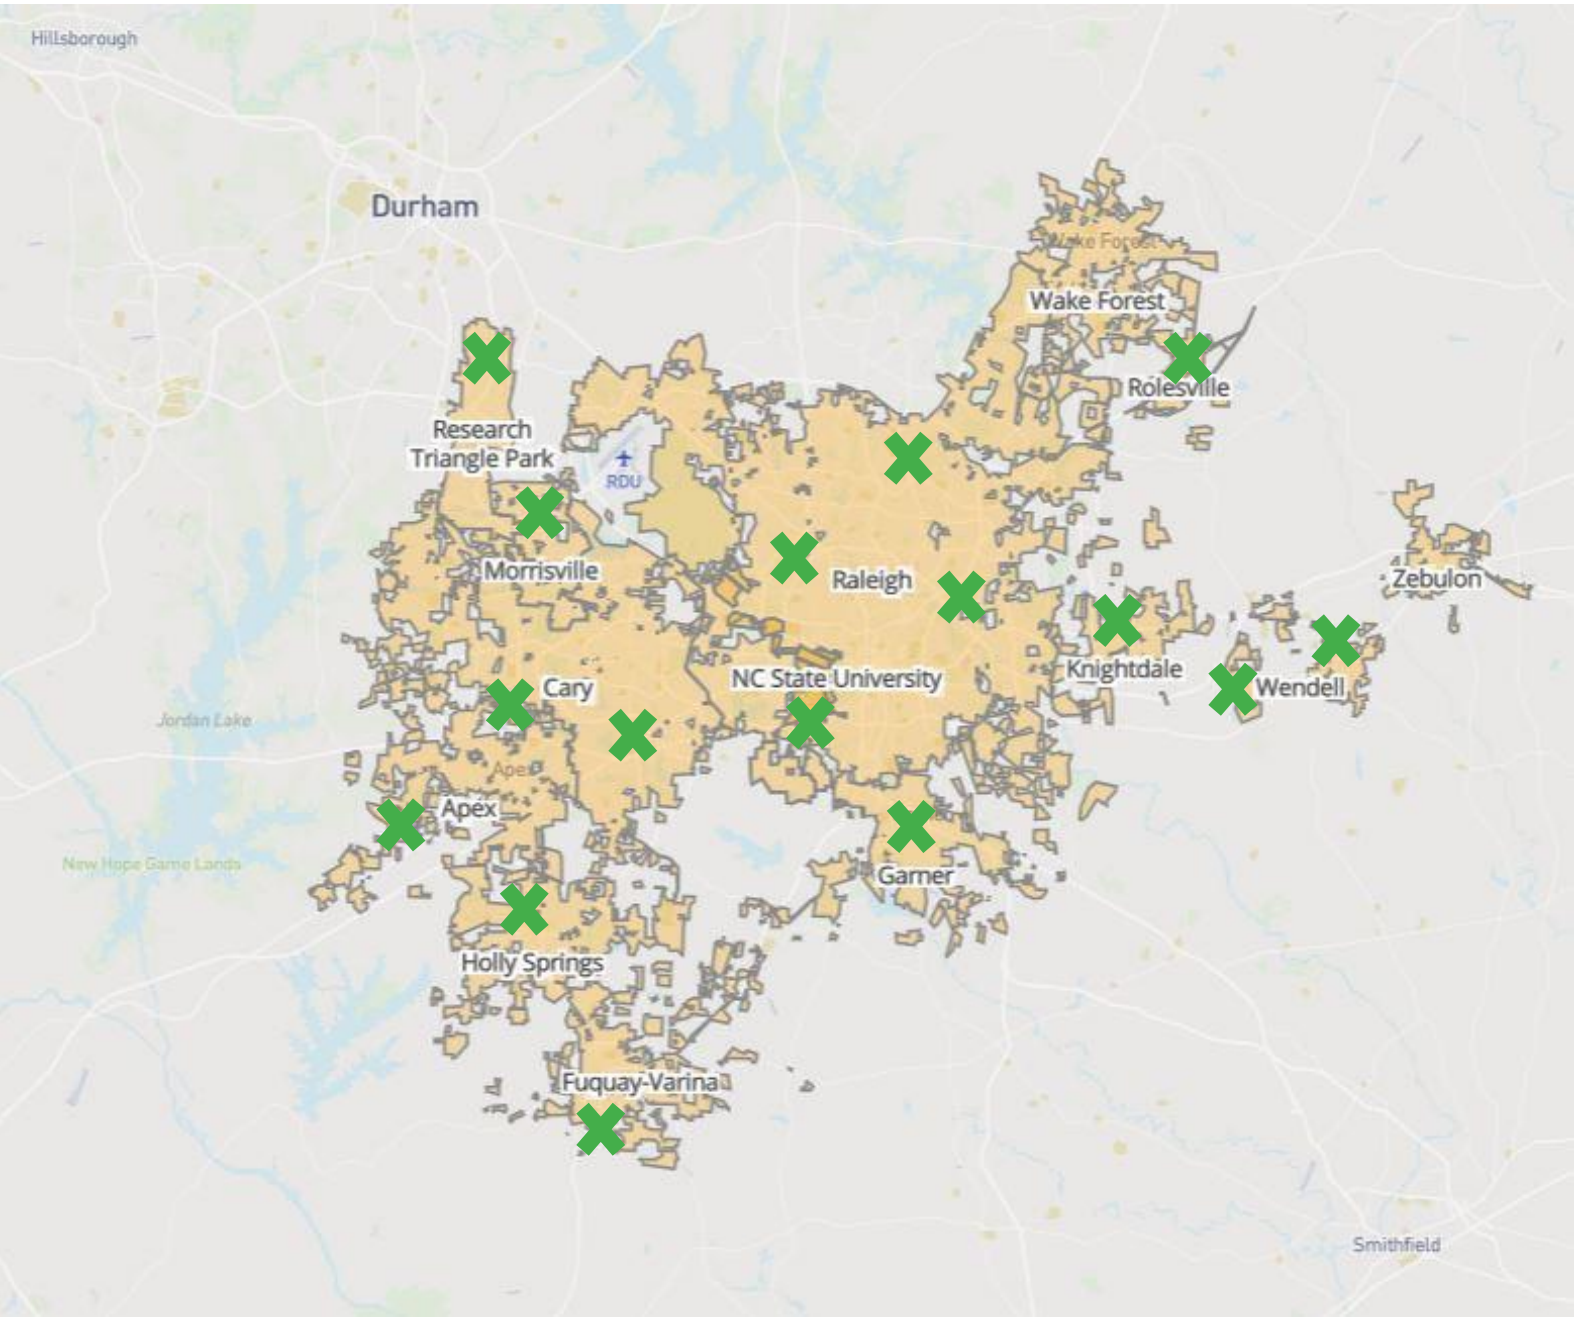 Hillsborough
Durham
Wake Forest
Wake Forest
Rolesville
Research
Triangle Park
RDU
Morrisville
Raleigh
Zebulon
Knightdale
NC State University
Cary
Wendell
Jordan Lake
Apex
Apex
New Hope Game Lands
Garner
Holly Springs
Fuquay-Varina
Smithfield